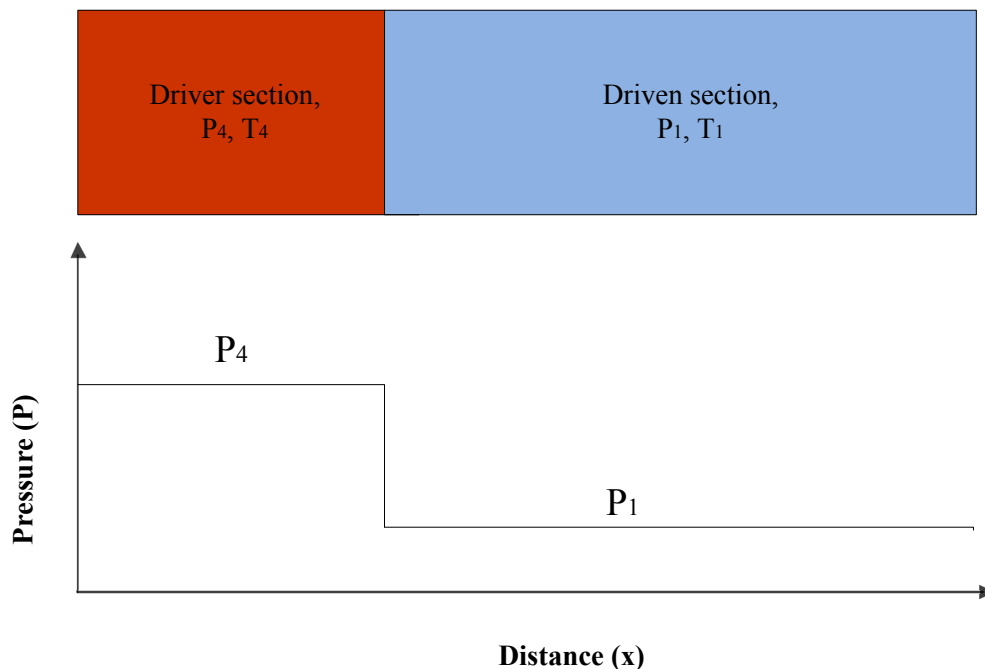 Driver section,
P4, T4
Driven section,
P1, T1
P4
P1
Pressure (P)
Distance (x)